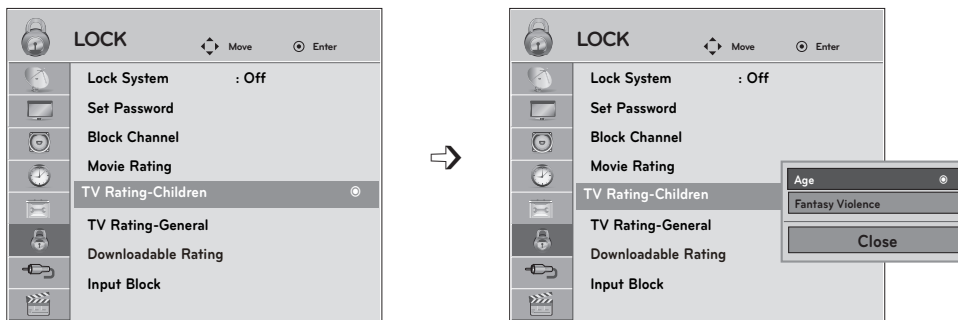 LOCK
Move
Enter
Lock System : Off
Set Password
Block Channel
Movie Rating
TV Rating-Children
TV Rating-General
Downloadable Rating
Input Block
LOCK
Move
Enter
Lock System : Off
Set Password
Block Channel
Movie Rating
TV Rating-Children
TV Rating-General
Downloadable Rating
Input Block
Age
Fantasy Violence
Close